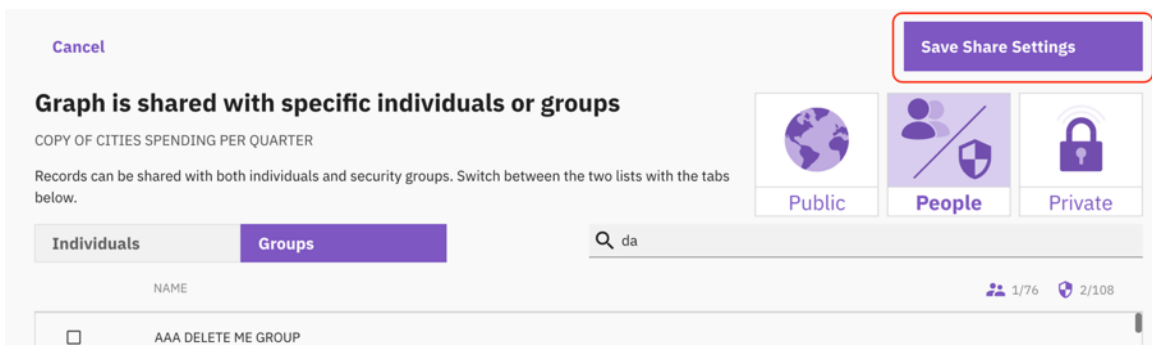 Cancel
Save Share Settings
Graph is shared with specific individuals or groups
COPY OF CITIES SPENDING PER QUARTER
Records can be shared with both individuals and security groups. Switch between the two lists with the tabs
below.
Public
People
Private
Individuals
Groups
da
NAME
1/76
2/108
AAA DELETE ME GROUP